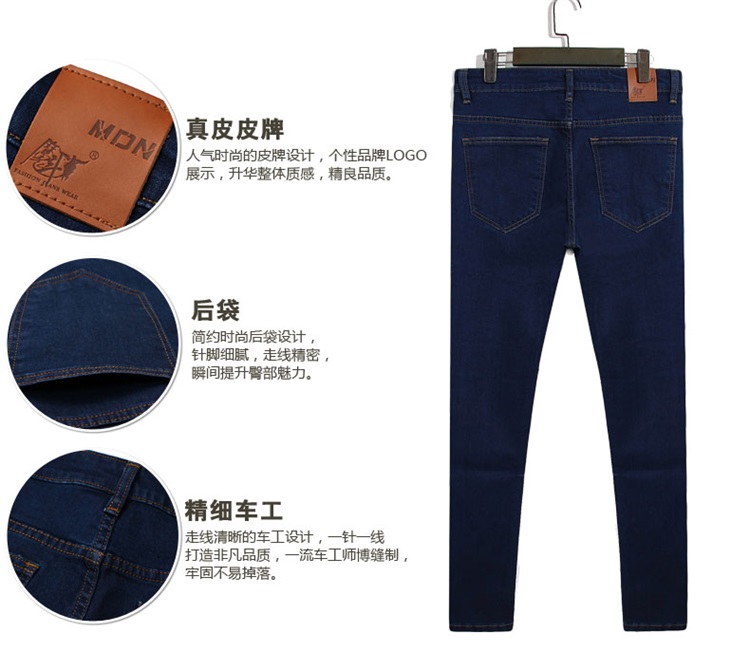 MDN
魔斗
®
FASHION JEANS WEAR
真皮皮牌
人气时尚的皮牌设计，个性品牌LOGO
展示，升华整体质感，精良品质。
后袋
简约时尚后袋设计，
针脚细腻，走线精密，
瞬间提升臀部魅力。
精细车工
走线清晰的车工设计，一针一线
打造非凡品质，一流车工师博缝制，
牢固不易掉落。